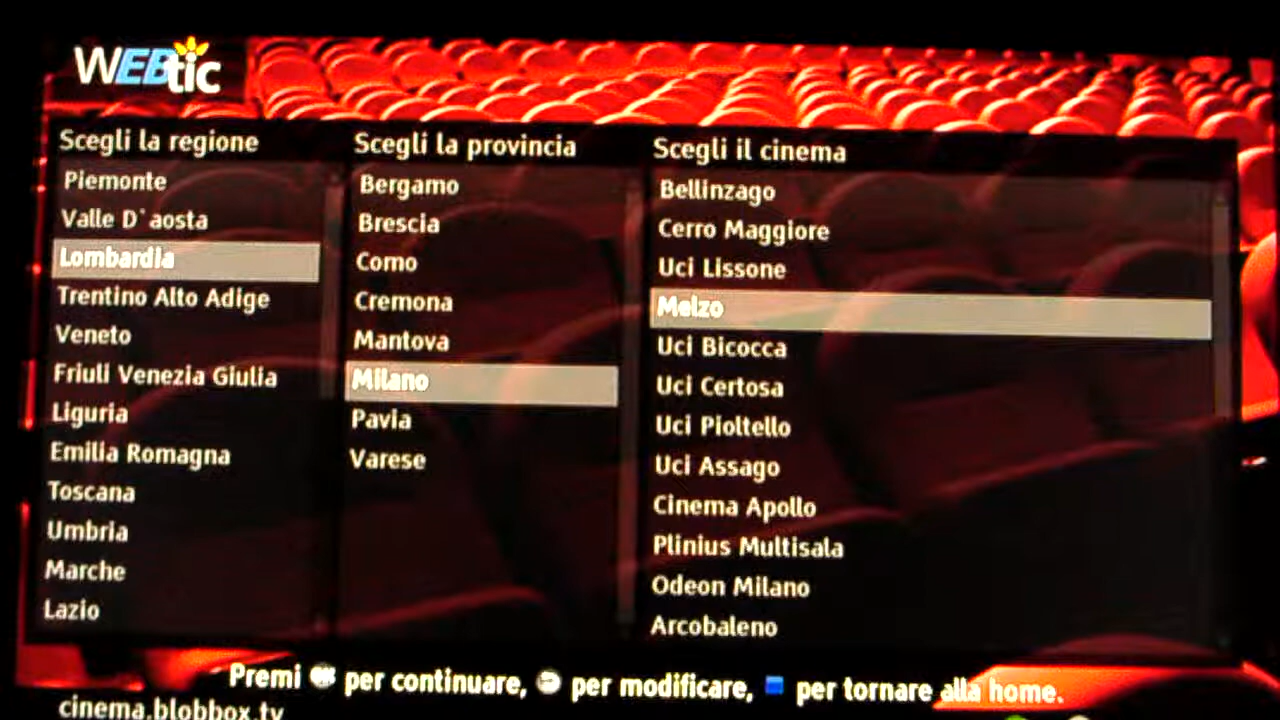 WEBtic
Scegli la regione
Piemonte
Valle D`aosta
Lombardia
Trentino Alto Adige
Veneto
Friuli Venezia Giulia
Liguria
Emilia Romagna
Toscana
Umbria
Marche
Lazio
Scegli la provincia
Bergamo
Brescia
Como
Cremona
Mantova
Milano
Pavia
Varese
Scegli il cinema
Bellinzago
Cerro Maggiore
Uci Lissone
Melzo
Uci Bicocca
Uci Certosa
Uci Pioltello
Uci Assago
Cinema Apollo
Plinius Multisala
Odeon Milano
Arcobaleno
Premi OK per continuare, per modificare, per tornare alla home.
cinema.blobbox.tv